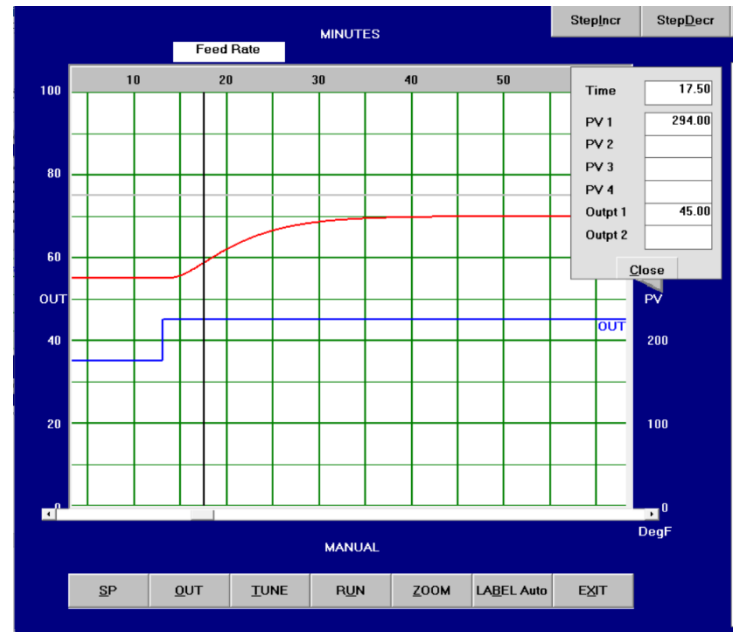 StepIncr StepDecr
MINUTES
Feed Rate
10 20 30 40 50
100
80
60
OUT
40
20
0
Time 17.50
PV 1 294.00
PV 2
PV 3
PV 4
Outpt 1 45.00
Outpt 2
Close
PV
OUT
200
100
0
DegF
MANUAL
SP OUT TUNE RUN ZOOM LABEL Auto EXIT